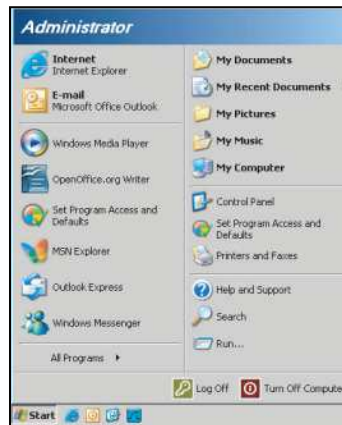 Administrator
Internet
Internet Explorer
E-mail
Microsoft Office Outlook
Windows Media Player
OpenOffice.org Writer
Set Program Access and
Defaults
MSN Explorer
Outlook Express
Windows Messenger
All Programs
My Documents
My Recent Documents
My Pictures
My Music
My Computer
Control Panel
Set Program Access and
Defaults
Printers and Faxes
Help and Support
Search
Run...
Log Off
Turn Off Compute
Start